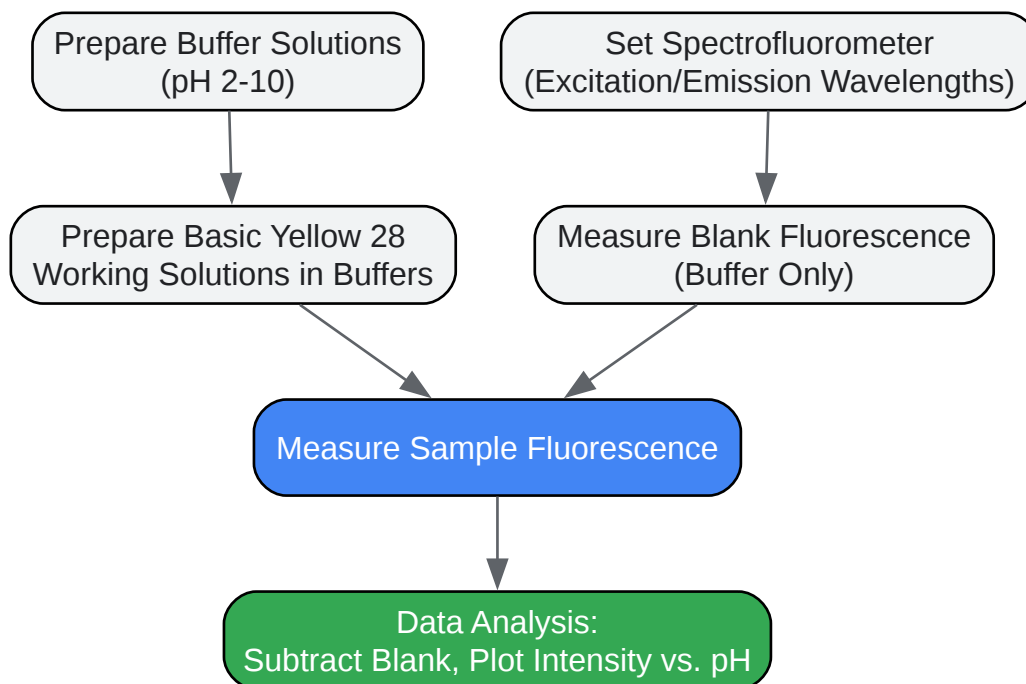 Prepare Buffer Solutions
(pH 2-10)
Set Spectrofluorometer
(Excitation/Emission Wavelengths)
Prepare Basic Yellow 28
Working Solutions in Buffers
Measure Blank Fluorescence
(Buffer Only)
Measure Sample Fluorescence
Data Analysis:
Subtract Blank, Plot Intensity vs. pH